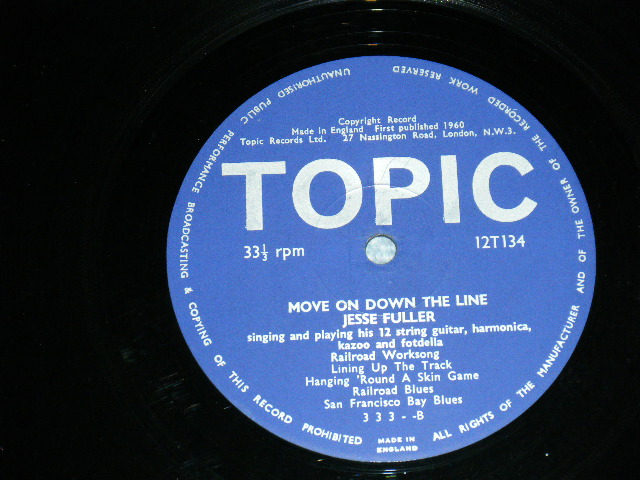 Copyright Record
Made in England First published 1960
Topic Records Ltd. 27 Nassington Road, London, N.W.3.
TOPIC
33⅓ rpm
12T134
MOVE ON DOWN THE LINE
JESSE FULLER
singing and playing his 12 string guitar, harmonica,
kazoo and fotdella
Railroad Worksong
Lining Up The Track
Hanging 'Round A Skin Game
Railroad Blues
San Francisco Bay Blues
3 3 3 - -B
MADE IN
ENGLAND
ALL RIGHTS OF THE MANUFACTURER AND OF THE OWNER OF THE RECORDED WORK RESERVED
UNAUTHORISED PUBLIC PERFORMANCE BROADCASTING & COPYING OF THIS RECORD PROHIBITED